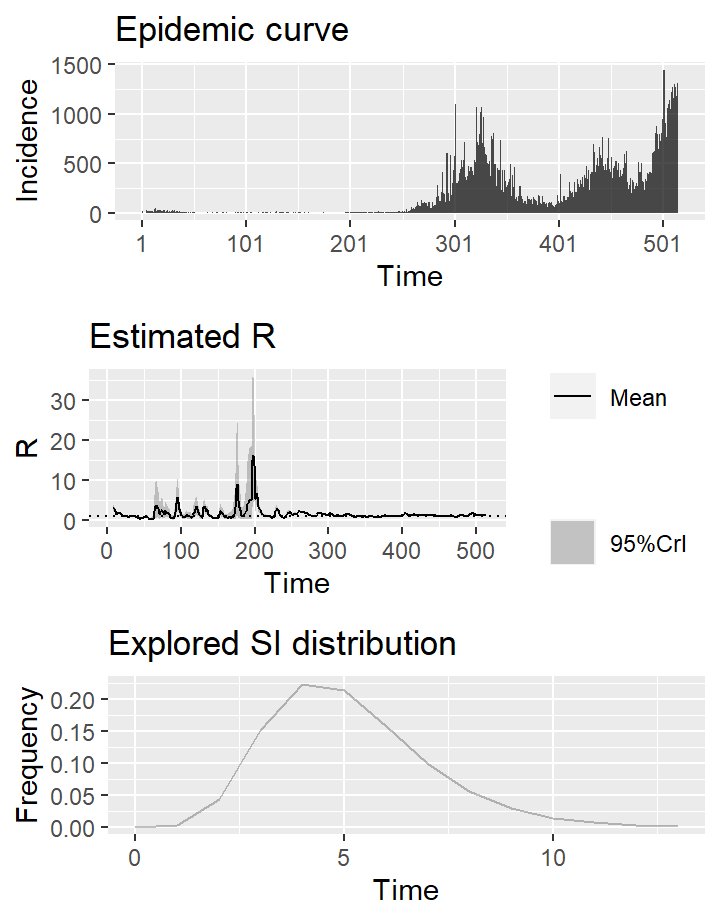 Epidemic curve
1500
1000
500
0
Incidence
1 101 201 301 401 501
Time
Estimated R
30
20
10
0
R
0 100 200 300 400 500
Time
Mean
95%CrI
Explored SI distribution
0.20
0.15
0.10
0.05
0.00
Frequency
0 5 10
Time